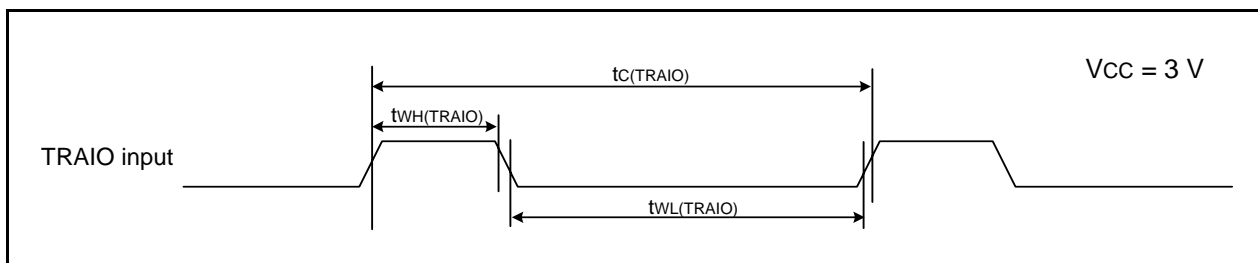 tC(TRAIO)
VCC = 3 V
tWH(TRAIO)
TRAIO input
tWL(TRAIO)